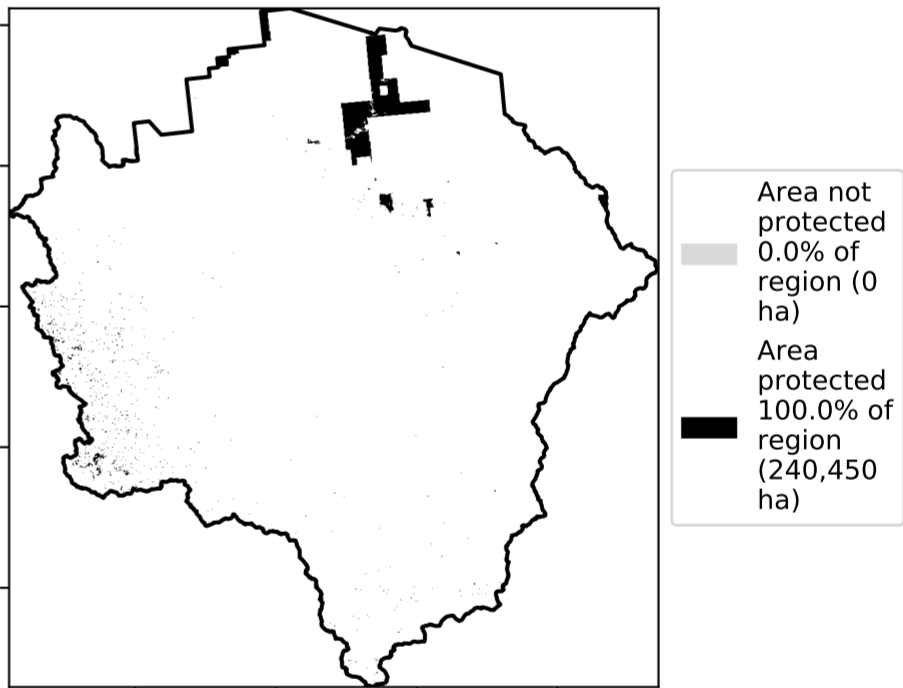 Area not
protected
0.0% of
region (0
ha)
Area
protected
100.0% of
region
(240,450
ha)